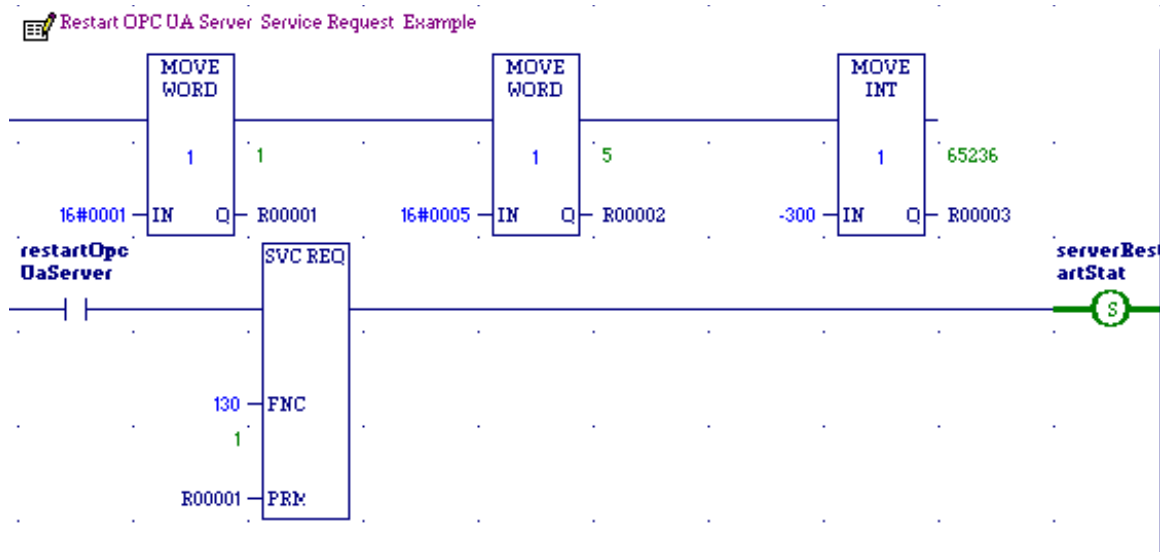 Restart OPC UA Server Service Request Example
MOVE WORD MOVE WORD MOVE INT
1 1 1 5 1 65236
16#0001 IN Q R00001 16#0005 IN Q R00002 -300 IN Q R00003
restartOpc
UaServer
SVC REQ
serverRest
artStat
S
130 FNC
1
R00001 PRM